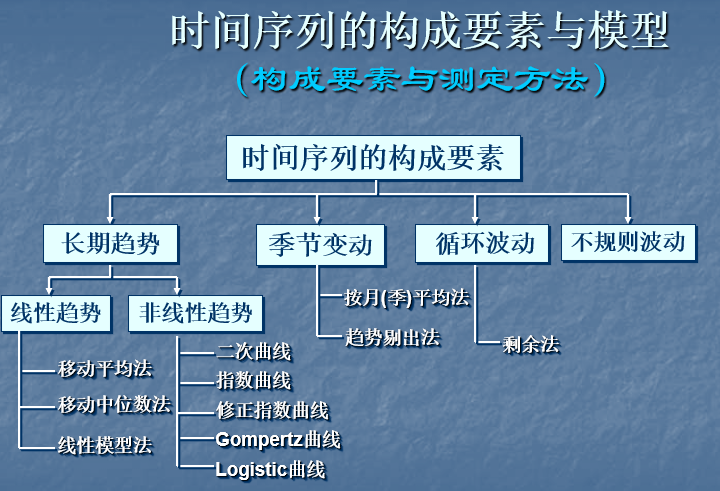 时间序列的构成要素与模型
(构成要素与测定方法)
时间序列的构成要素
长期趋势
季节变动
循环波动
不规则波动
线性趋势
非线性趋势
移动平均法
移动中位数法
线性模型法
二次曲线
指数曲线
修正指数曲线
Gompertz曲线
Logistic曲线
按月(季)平均法
趋势剔出法
剩余法